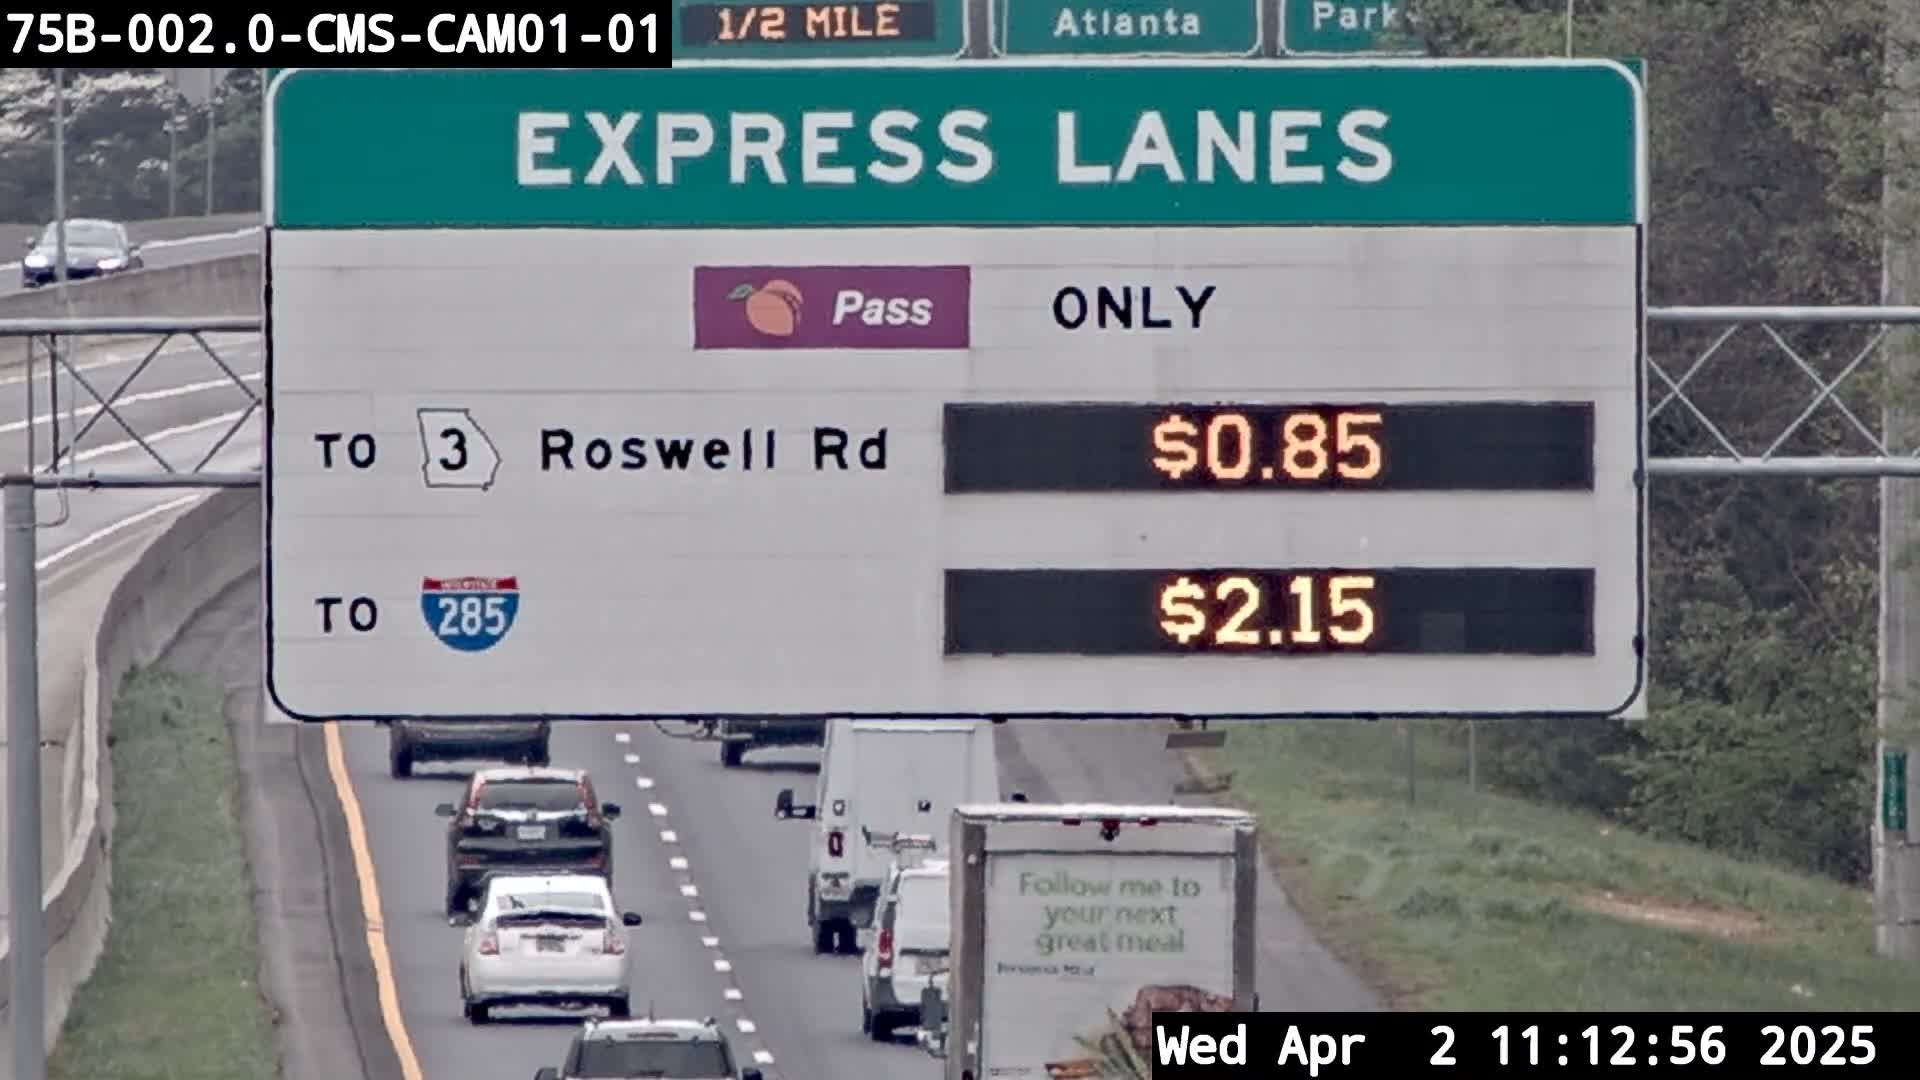 75B-002.0-CMS-CAM01-01
1/2 MILE
Atlanta
Park
EXPRESS LANES
Pass ONLY
TO 3 Roswell Rd $0.85
TO INTERSTATE 285 $2.15
Follow me to
your next
great meal
Wed Apr 2 11:12:56 2025